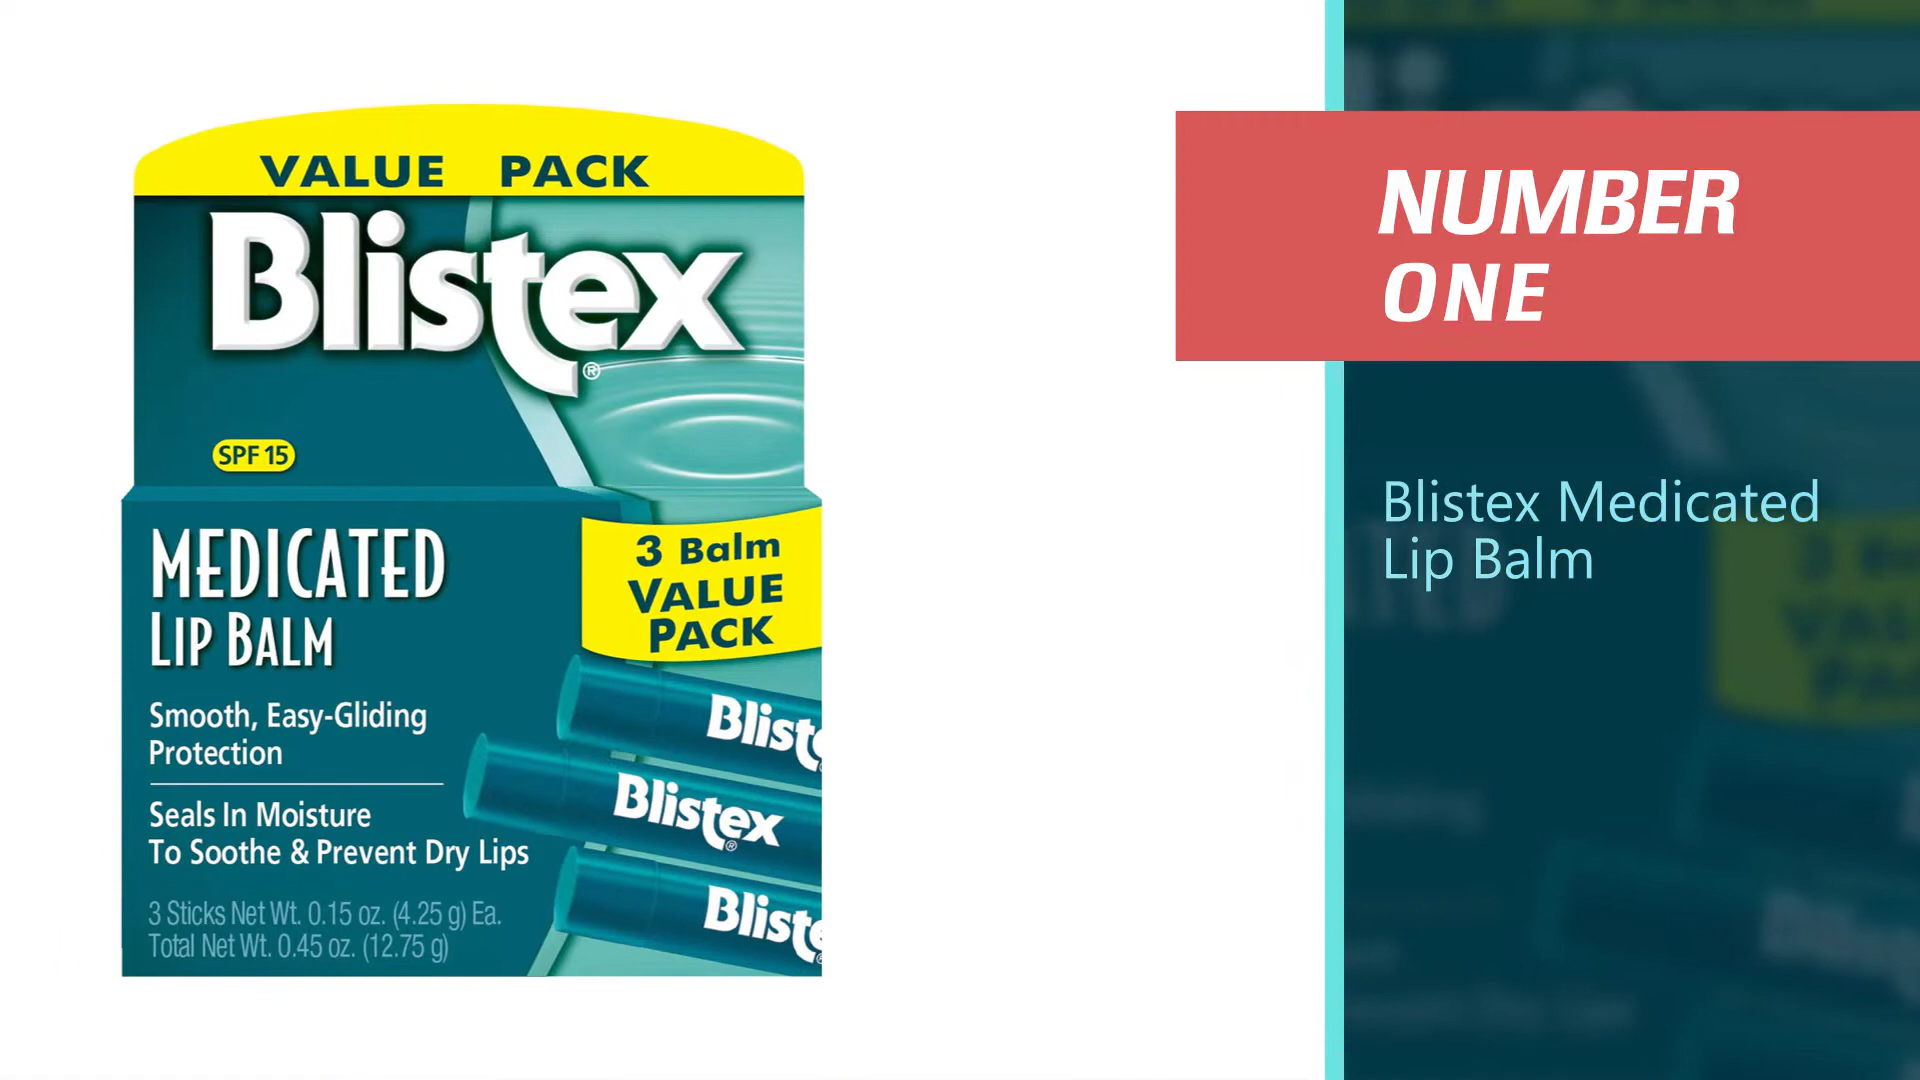 VALUE PACK
Blistex
®
SPF 15
MEDICATED
LIP BALM
3 Balm
VALUE
PACK
Smooth, Easy-Gliding
Protection
Seals In Moisture
To Soothe & Prevent Dry Lips
3 Sticks Net Wt. 0.15 oz. (4.25 g) Ea.
Total Net Wt. 0.45 oz. (12.75 g)
Blist
Blistex
®
Blist
NUMBER
ONE
Blistex Medicated
Lip Balm